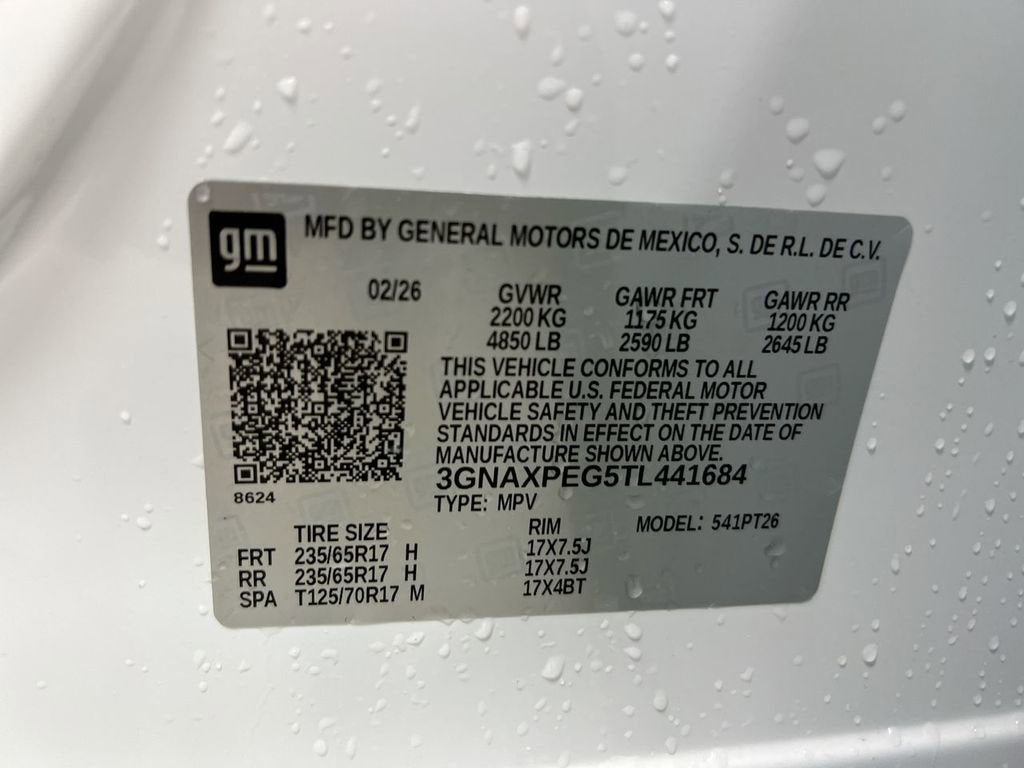 gm
MFD BY GENERAL MOTORS DE MEXICO, S. DE R.L. DE C.V.
02/26 GVWR GAWR FRT GAWR RR
2200 KG 1175 KG 1200 KG
4850 LB 2590 LB 2645 LB
THIS VEHICLE CONFORMS TO ALL
APPLICABLE U.S. FEDERAL MOTOR
VEHICLE SAFETY AND THEFT PREVENTION
STANDARDS IN EFFECT ON THE DATE OF
MANUFACTURE SHOWN ABOVE.
3GNAXPEG5TL441684
8624
TYPE: MPV
TIRE SIZE RIM MODEL: 541PT26
FRT 235/65R17 H 17X7.5J
RR 235/65R17 H 17X7.5J
SPA T125/70R17 M 17X4BT